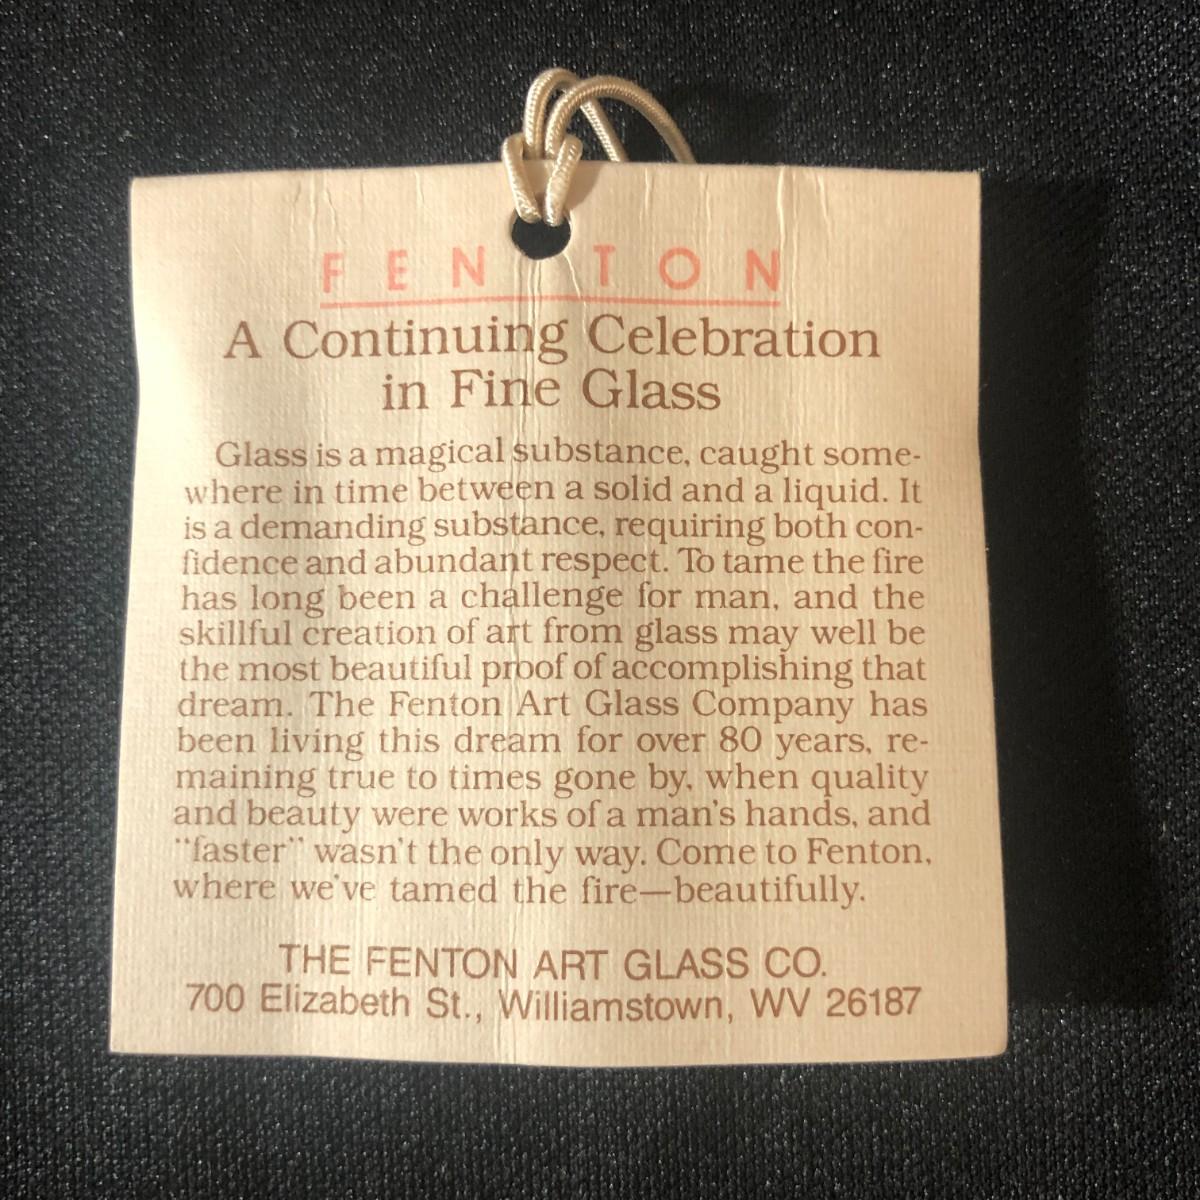 FENTON
A Continuing Celebration
in Fine Glass
Glass is a magical substance, caught some-
where in time between a solid and a liquid. It
is a demanding substance, requiring both con-
fidence and abundant respect. To tame the fire
has long been a challenge for man, and the
skillful creation of art from glass may well be
the most beautiful proof of accomplishing that
dream. The Fenton Art Glass Company has
been living this dream for over 80 years, re-
maining true to times gone by, when quality
and beauty were works of a man's hands, and
"faster" wasn't the only way. Come to Fenton,
where we've tamed the fire—beautifully.
THE FENTON ART GLASS CO.
700 Elizabeth St., Williamstown, WV 26187